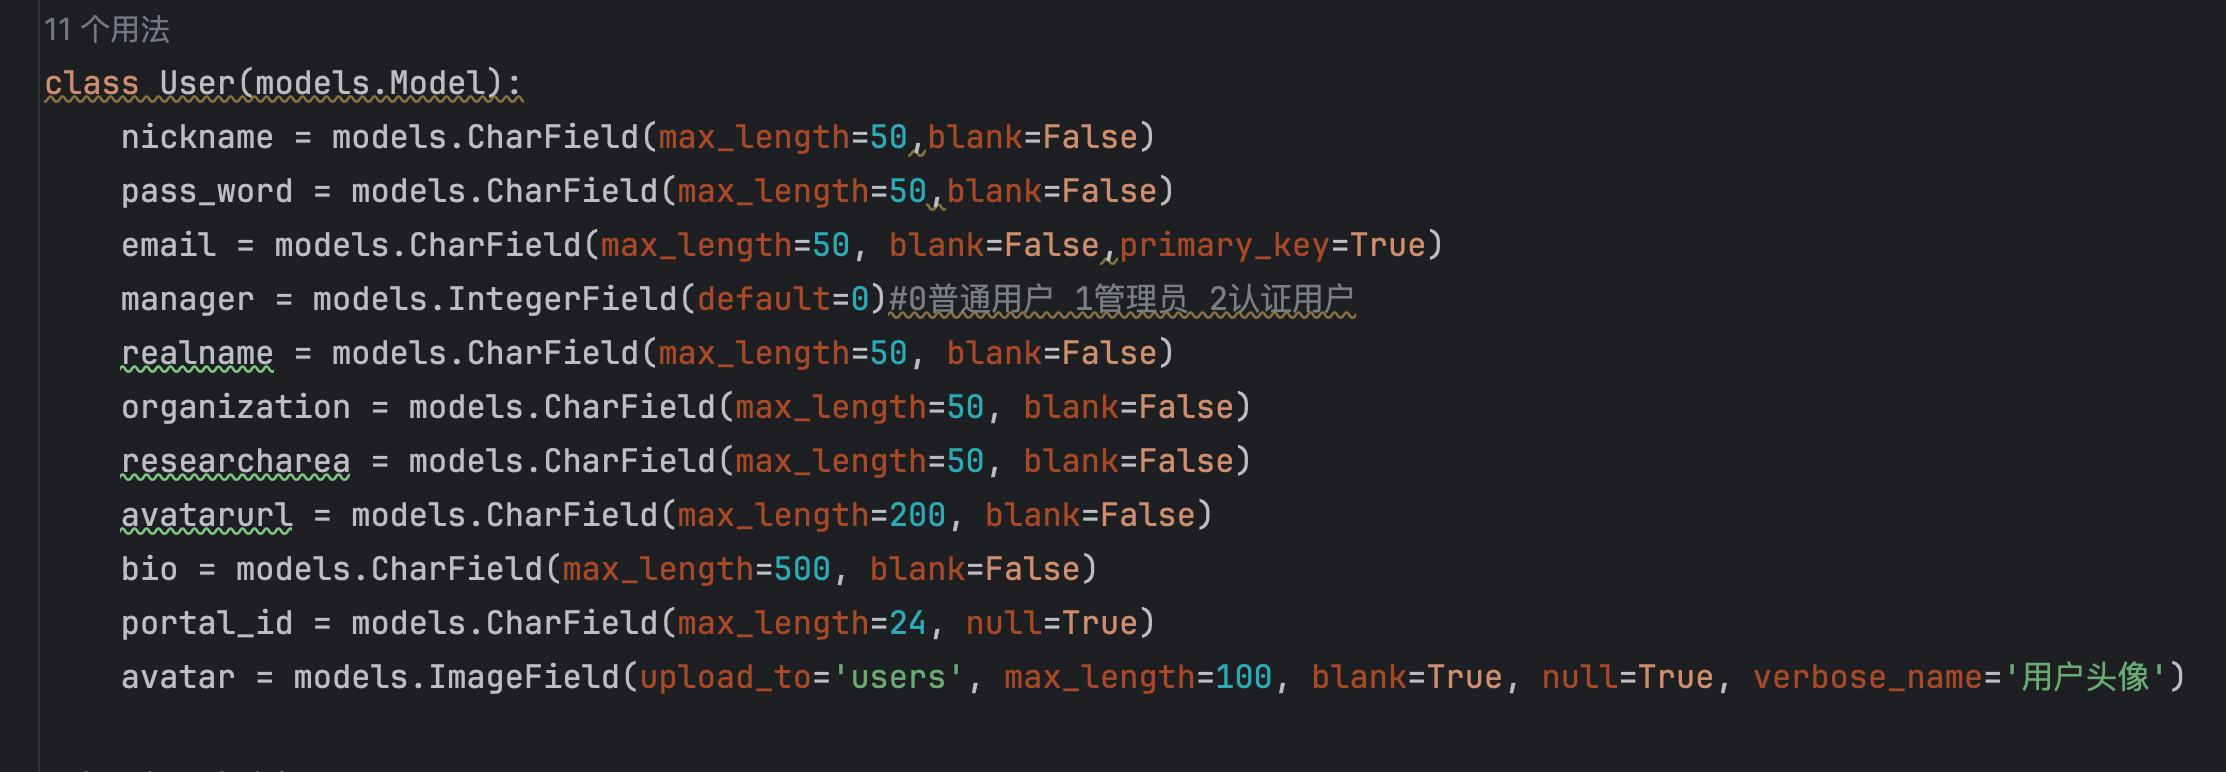 11 个用法
class User(models.Model):
    nickname = models.CharField(max_length=50,blank=False)
    pass_word = models.CharField(max_length=50,blank=False)
    email = models.CharField(max_length=50, blank=False,primary_key=True)
    manager = models.IntegerField(default=0)#0普通用户 1管理员 2认证用户
    realname = models.CharField(max_length=50, blank=False)
    organization = models.CharField(max_length=50, blank=False)
    researcharea = models.CharField(max_length=50, blank=False)
    avatarurl = models.CharField(max_length=200, blank=False)
    bio = models.CharField(max_length=500, blank=False)
    portal_id = models.CharField(max_length=24, null=True)
    avatar = models.ImageField(upload_to='users', max_length=100, blank=True, null=True, verbose_name='用户头像')